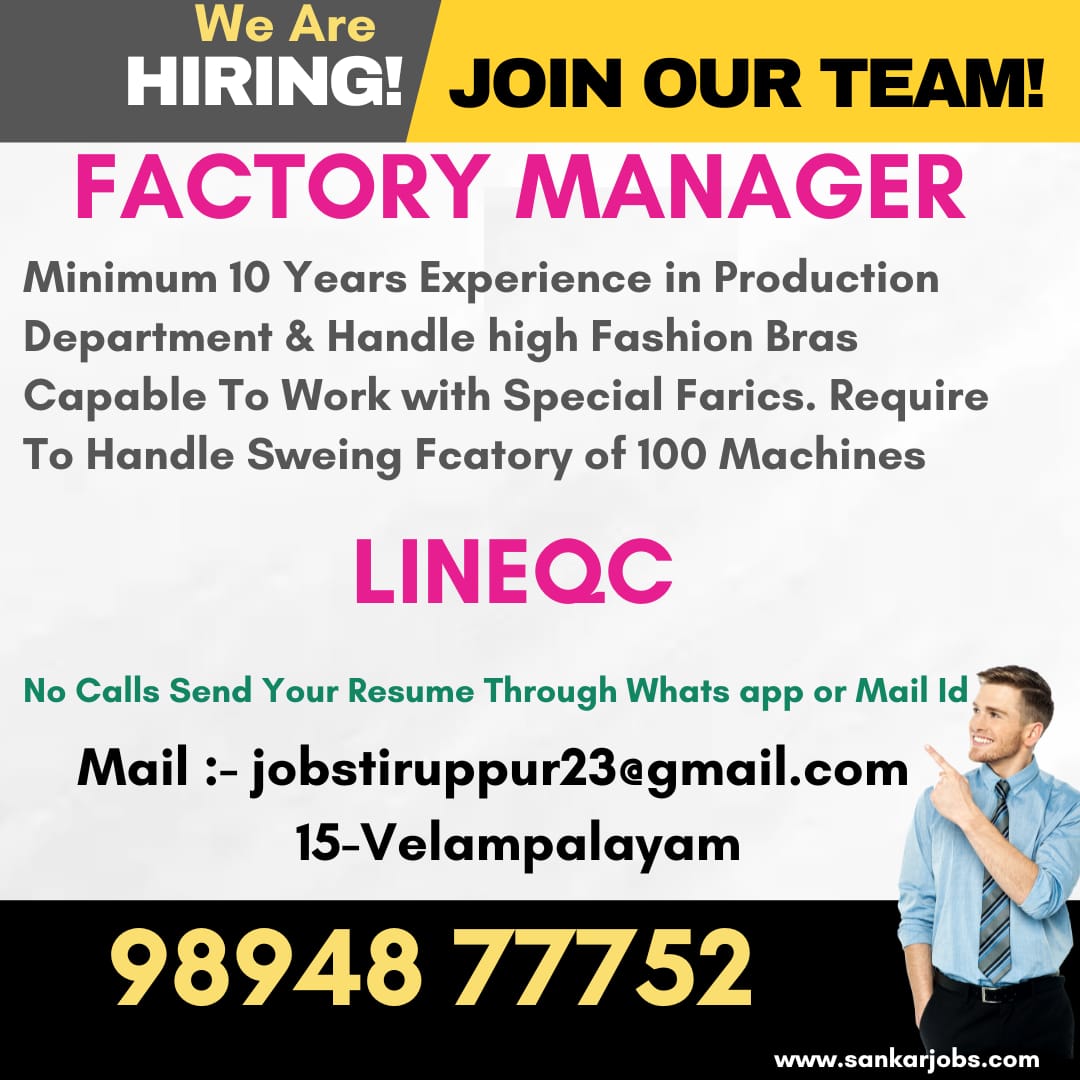 We Are
HIRING!
JOIN OUR TEAM!
FACTORY MANAGER
Minimum 10 Years Experience in Production
Department & Handle high Fashion Bras
Capable To Work with Special Farics. Require
To Handle Sweing Fcatory of 100 Machines
LINEQC
No Calls Send Your Resume Through Whats app or Mail Id
Mail :- jobstiruppur23@gmail.com
15-Velampalayam
98948 77752
www.sankarjobs.com